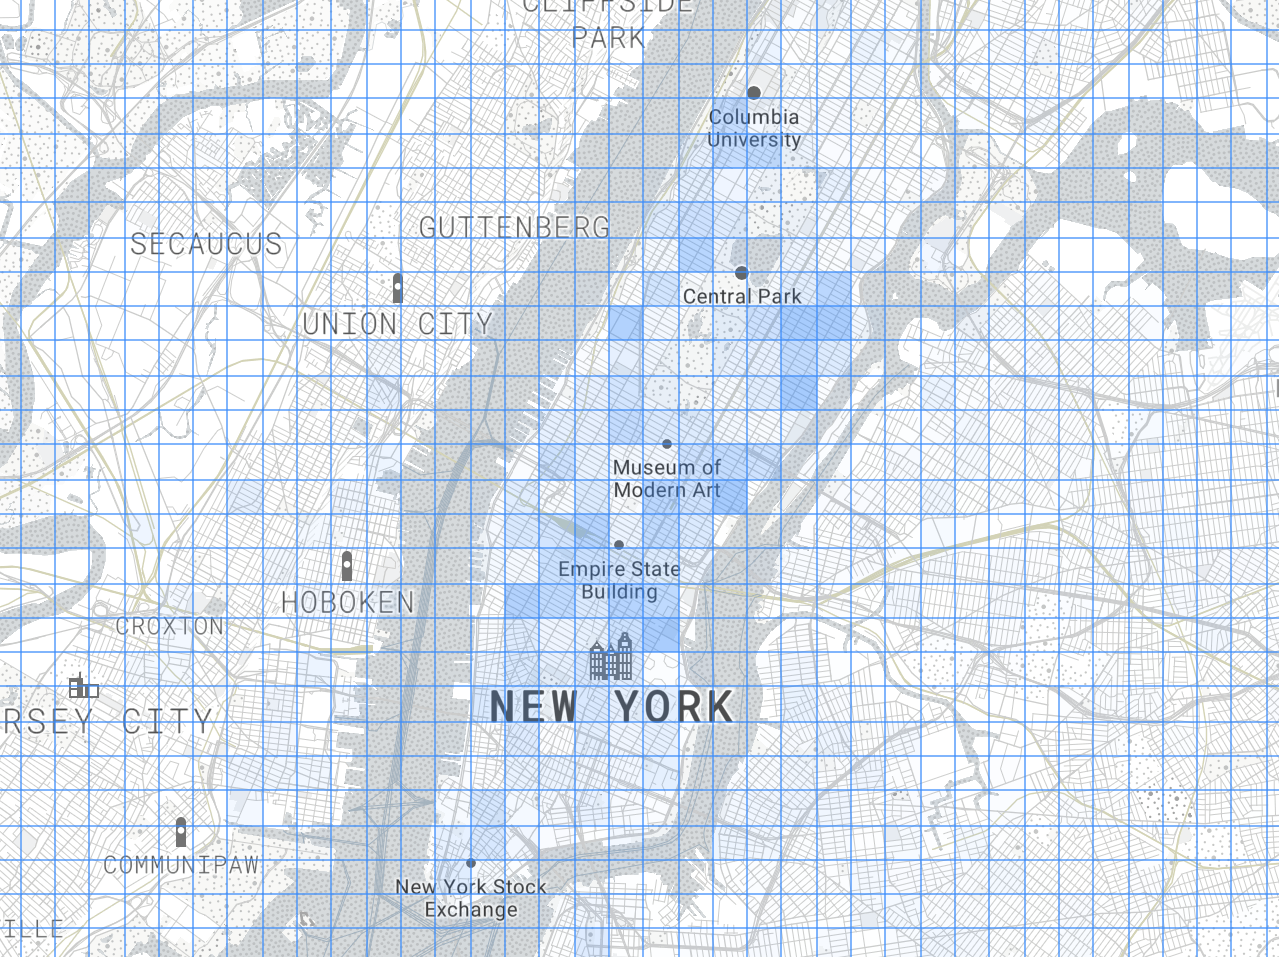 CLIFFSIDE
PARK
Columbia
University
GUTTENBERG
SECAUCUS
Central Park
UNION CITY
Museum of
Modern Art
Empire State
Building
HOBOKEN
CROXTON
NEW YORK
RSEY CITY
COMMUNIPAW
New York Stock
Exchange
ILLE